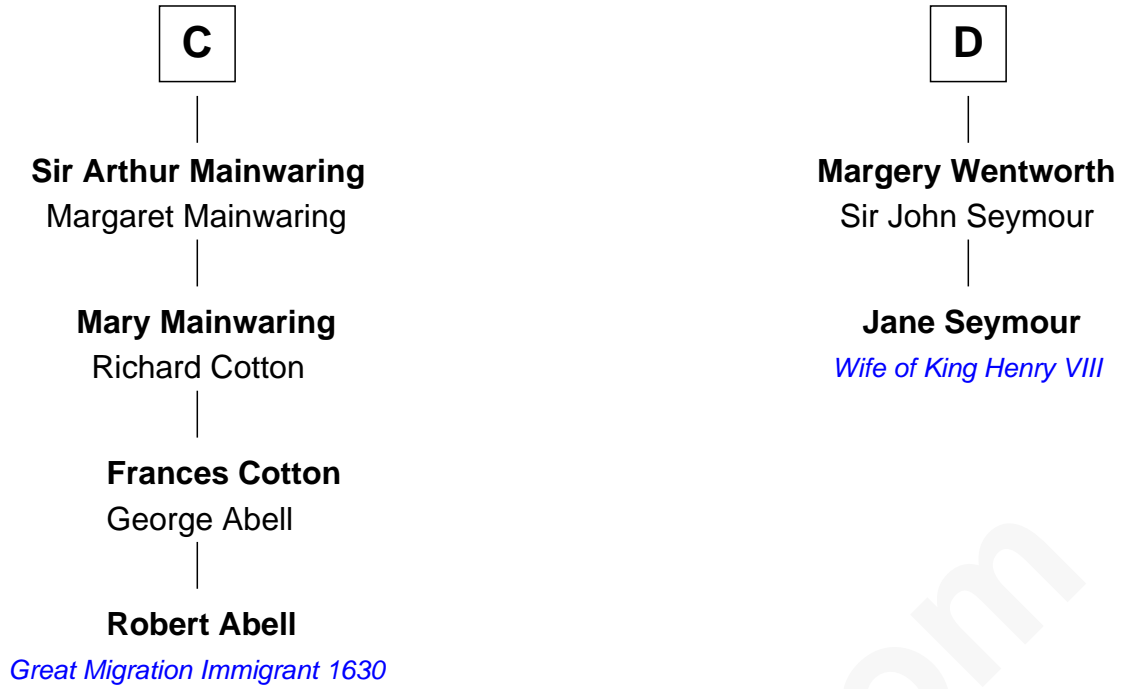 C
Sir Arthur Mainwaring
Margaret Mainwaring
Mary Mainwaring
Richard Cotton
Frances Cotton
George Abell
Robert Abell
Great Migration Immigrant 1630
D
Margery Wentworth
Sir John Seymour
Jane Seymour
Wife of King Henry VIII
om